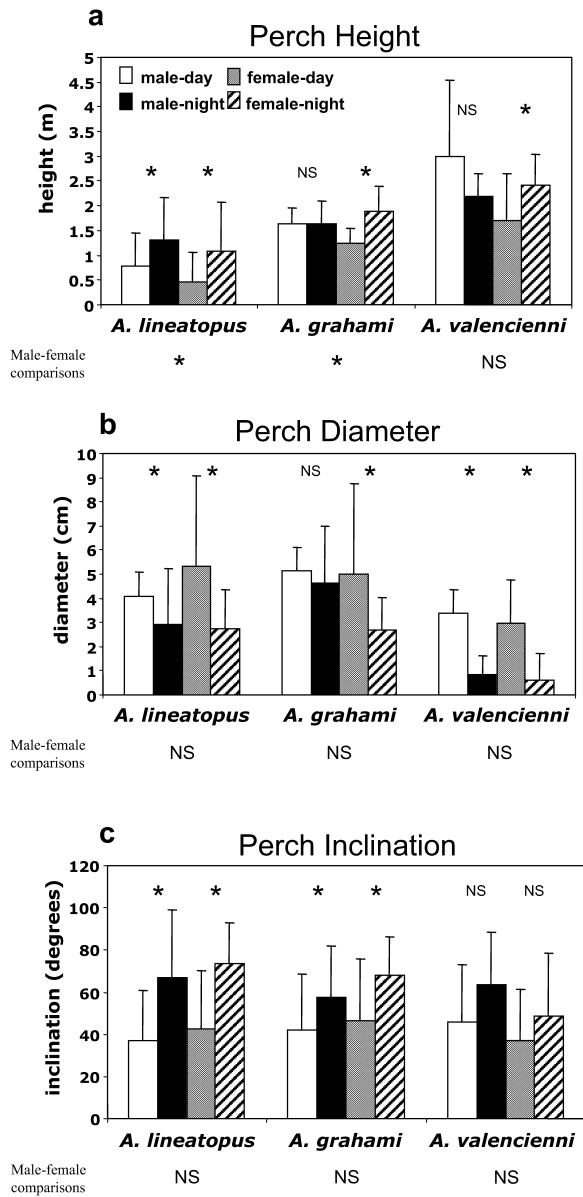 a
Perch Height
male-day female-day
male-night female-night
height (m)
5
4.5
4
3.5
3
2.5
2
1.5
1
0.5
0
* * NS * NS *
A. lineatopus A. grahami A. valencienni
Male-female
comparisons
* * NS
b
Perch Diameter
diameter (cm)
10
9
8
7
6
5
4
3
2
1
0
* * NS * * *
A. lineatopus A. grahami A. valencienni
Male-female
comparisons
NS NS NS
c
Perch Inclination
inclination (degrees)
120
100
80
60
40
20
0
* * * * NS NS
A. lineatopus A. grahami A. valencienni
Male-female
comparisons
NS NS NS